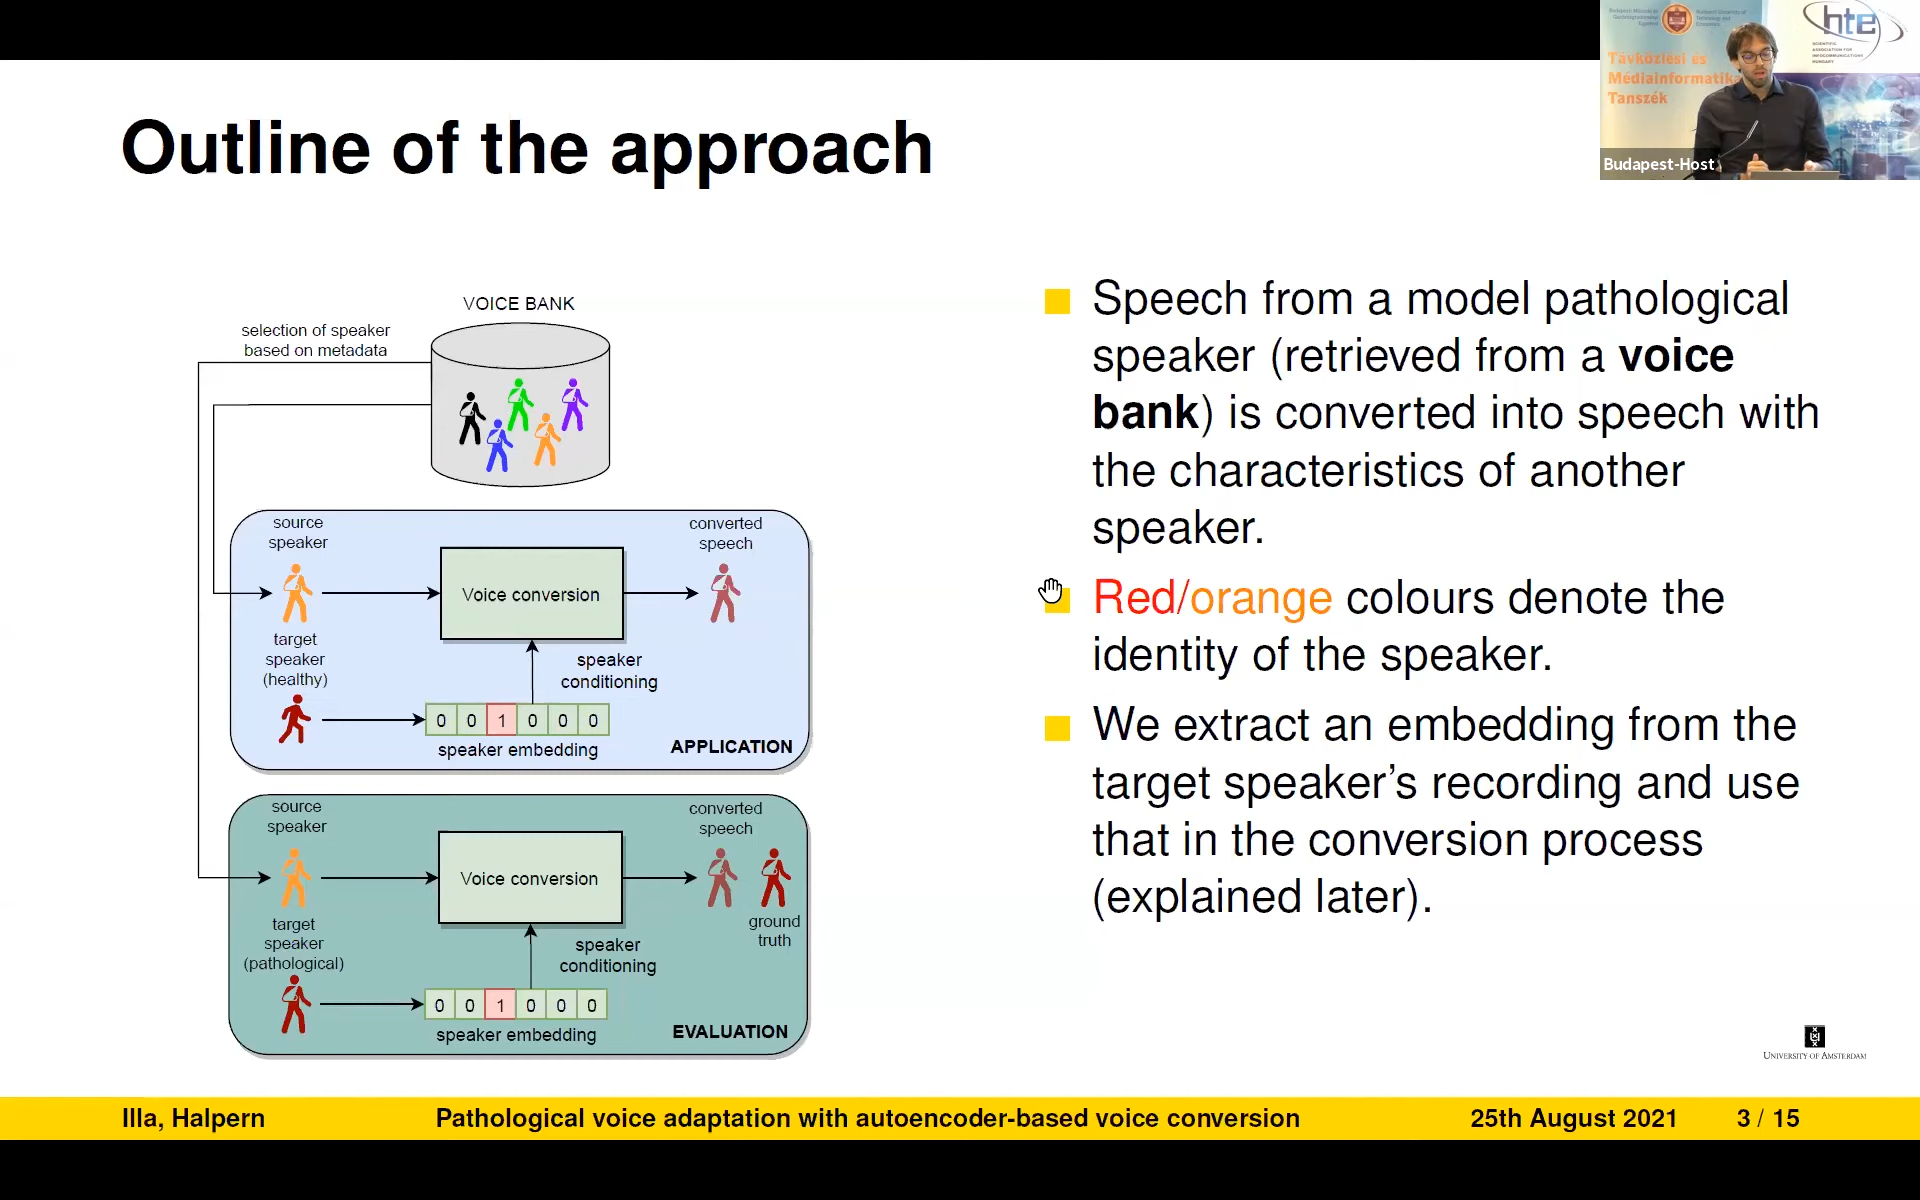 Outline of the approach
Távközlési és
Médiainformatika
Tanszék
hte
Budapest-Host
VOICE BANK
selection of speaker
based on metadata
source
speaker
converted
speech
Voice conversion
target
speaker
(healthy)
speaker
conditioning
0 0 1 0 0 0
speaker embedding
APPLICATION
source
speaker
converted
speech
Voice conversion
target
speaker
(pathological)
ground
truth
speaker
conditioning
0 0 1 0 0 0
speaker embedding
EVALUATION
Speech from a model pathological
speaker (retrieved from a voice
bank) is converted into speech with
the characteristics of another
speaker.
Red/orange colours denote the
identity of the speaker.
We extract an embedding from the
target speaker's recording and use
that in the conversion process
(explained later).
UNIVERSITY OF AMSTERDAM
Illa, Halpern
Pathological voice adaptation with autoencoder-based voice conversion
25th August 2021
3 / 15